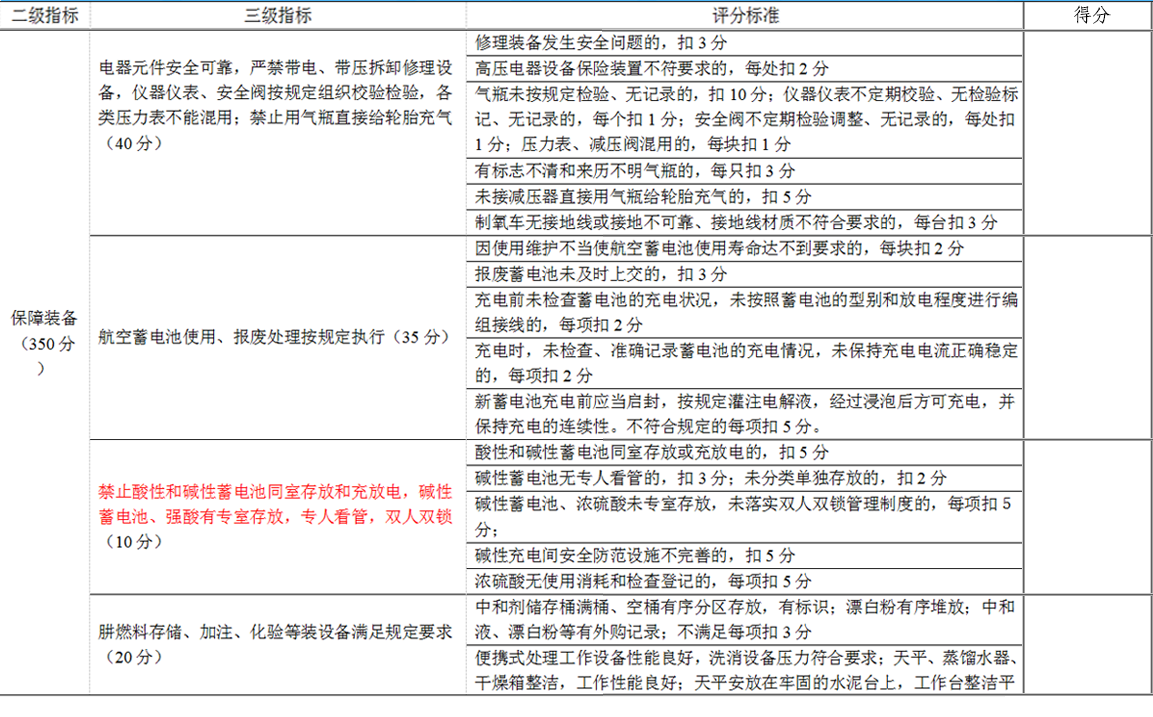 二级指标 三级指标 评分标准 得分
保障装备
（350 分
）
电器元件安全可靠，严禁带电、带压拆卸修理设
备，仪器仪表、安全阀按规定组织校验检验，各
类压力表不能混用；禁止用气瓶直接给轮胎充气
（40 分）
修理装备发生安全问题的，扣 3 分
高压电器设备保险装置不符要求的，每处扣 2 分
气瓶未按规定检验、无记录的，扣 10 分；仪器仪表不定期校验、无检验标
记、无记录的，每个扣 1 分；安全阀不定期检验调整、无记录的，每处扣
1 分；压力表、减压阀混用的，每块扣 1 分
有标志不清和来历不明气瓶的，每只扣 3 分
未接减压器直接用气瓶给轮胎充气的，扣 5 分
制氧车无接地线或接地不可靠、接地线材质不符合要求的，每台扣 3 分
航空蓄电池使用、报废处理按规定执行（35 分）
因使用维护不当使航空蓄电池使用寿命达不到要求的，每块扣 2 分
报废蓄电池未及时上交的，扣 3 分
充电前未检查蓄电池的充电状况，未按照蓄电池的型别和放电程度进行编
组接线的，每项扣 2 分
充电时，未检查、准确记录蓄电池的充电情况，未保持充电电流正确稳定
的，每项扣 2 分
新蓄电池充电前应当启封，按规定灌注电解液，经过浸泡后方可充电，并
保持充电的连续性。不符合规定的每项扣 5 分。
禁止酸性和碱性蓄电池同室存放和充放电，碱性
蓄电池、强酸有专室存放，专人看管，双人双锁
（10 分）
酸性和碱性蓄电池同室存放或充放电的，扣 5 分
碱性蓄电池无专人看管的，扣 3 分；未分类单独存放的，扣 2 分
碱性蓄电池、浓硫酸未专室存放，未落实双人双锁管理制度的，每项扣 5
分；
碱性充电间安全防范设施不完善的，扣 5 分
浓硫酸无使用消耗和检查登记的，每项扣 5 分
肼燃料存储、加注、化验等装设备满足规定要求
（20 分）
中和剂储存桶满桶、空桶有序分区存放，有标识；漂白粉有序堆放；中和
液、漂白粉等有外购记录；不满足每项扣 3 分
便携式处理工作设备性能良好，洗消设备压力符合要求；天平、蒸馏水器、
干燥箱整洁，工作性能良好；天平安放在牢固的水泥台上，工作台整洁平